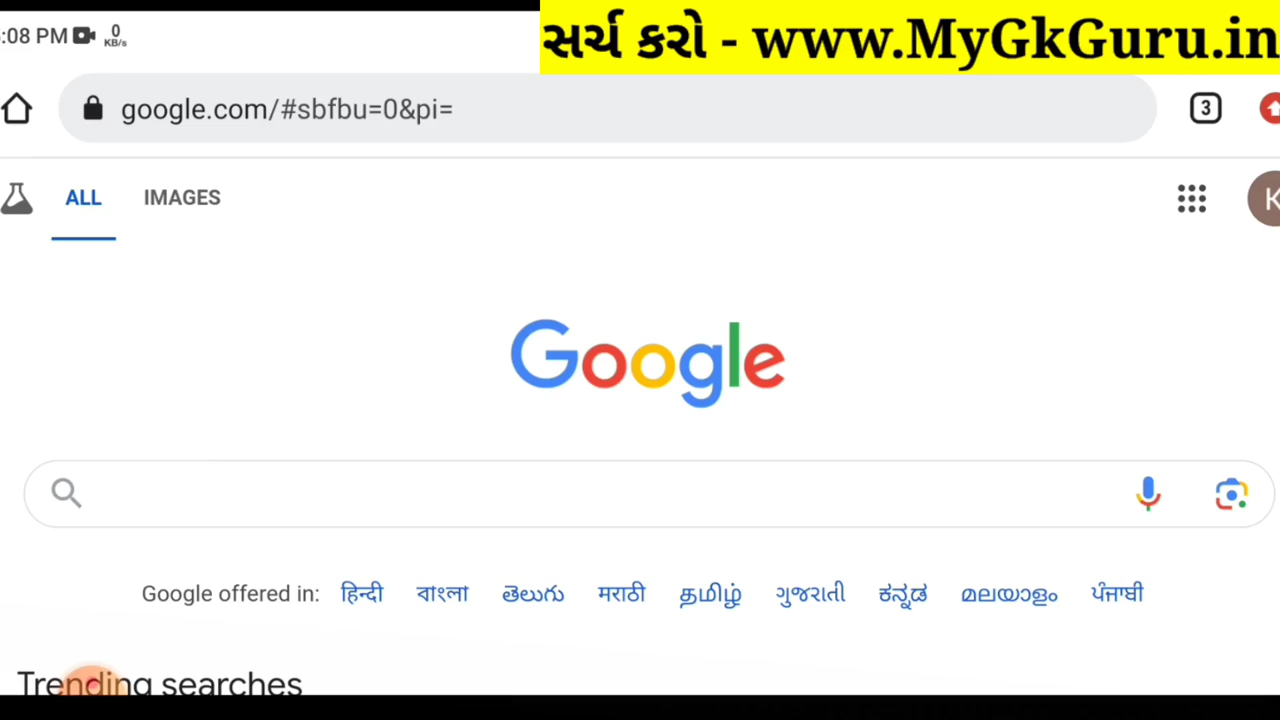 :08 PM 0 KB/s
સર્ચ કરો - www.MyGkGuru.in
google.com/#sbfbu=0&pi=
3
ALL IMAGES
K
Google
Google offered in: हिन्दी বাংলা తెలుగు मराठी தமிழ் ગુજરાતી ಕನ್ನಡ മലയാളം ਪੰਜਾਬੀ
Trending searches